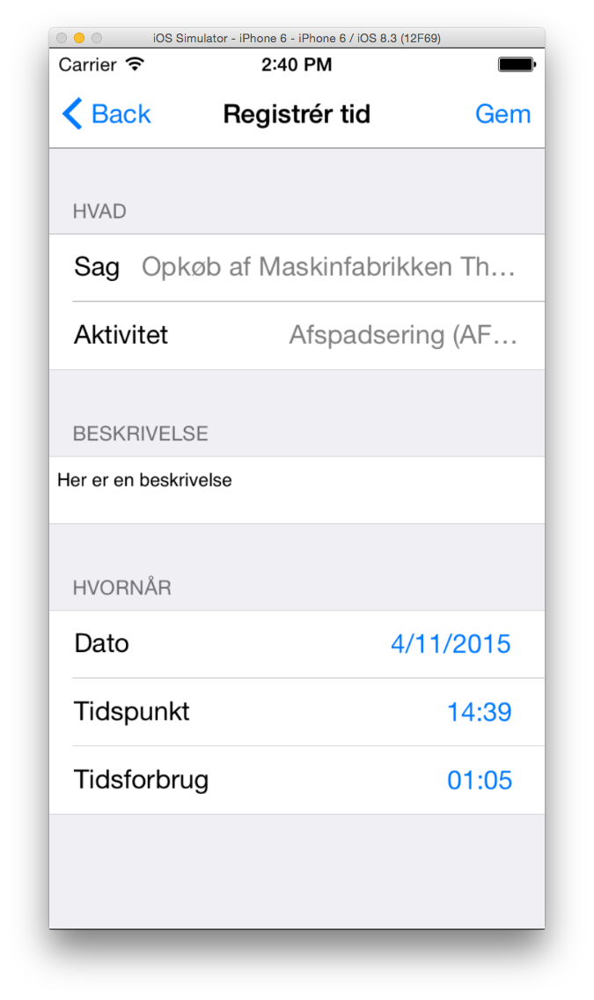 iOS Simulator - iPhone 6 - iPhone 6 / iOS 8.3 (12F69)
Carrier 2:40 PM
Back Registrér tid Gem
HVAD
Sag Opkøb af Maskinfabrikken Th...
Aktivitet Afspadsering (AF...
BESKRIVELSE
Her er en beskrivelse
HVORNÅR
Dato 4/11/2015
Tidspunkt 14:39
Tidsforbrug 01:05